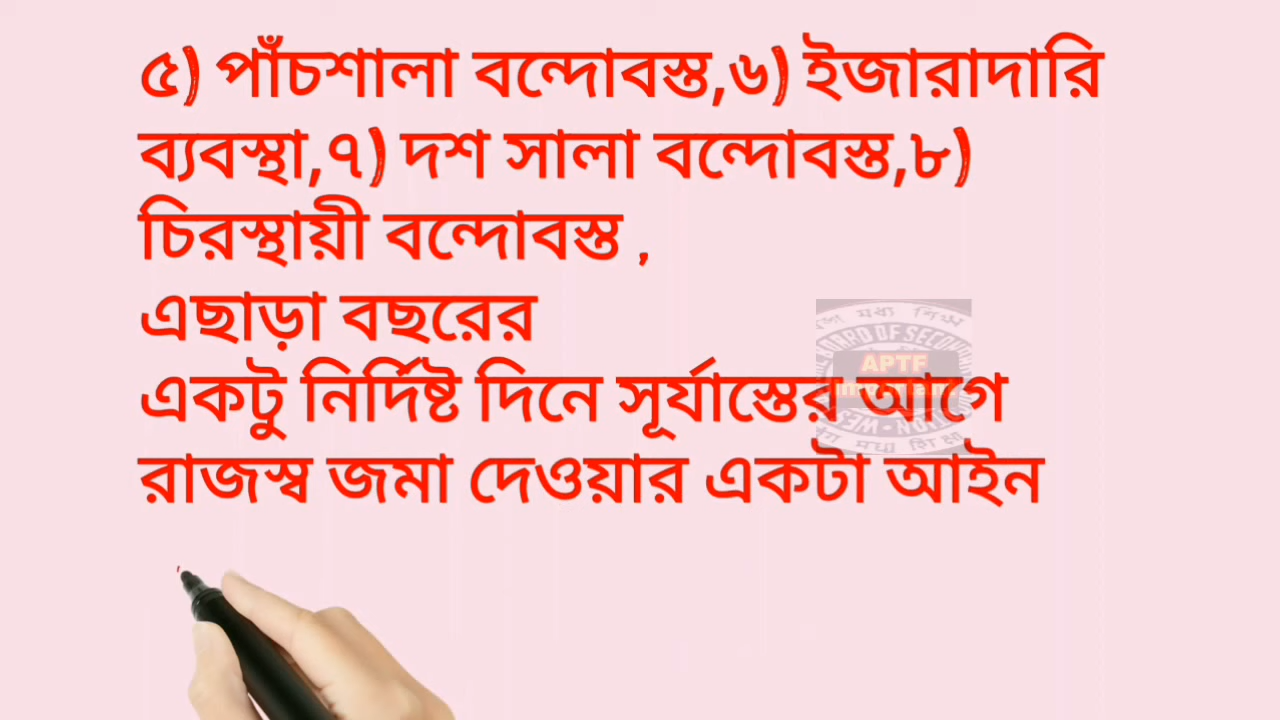 ৫) পাঁচশালা বন্দোবস্ত,৬) ইজারাদারি
ব্যবস্থা,৭) দশ সালা বন্দোবস্ত,৮)
চিরস্থায়ী বন্দোবস্ত ,
এছাড়া বছরের
একটু নির্দিষ্ট দিনে সূর্যাস্তের আগে
রাজস্ব জমা দেওয়ার একটা আইন
APTF